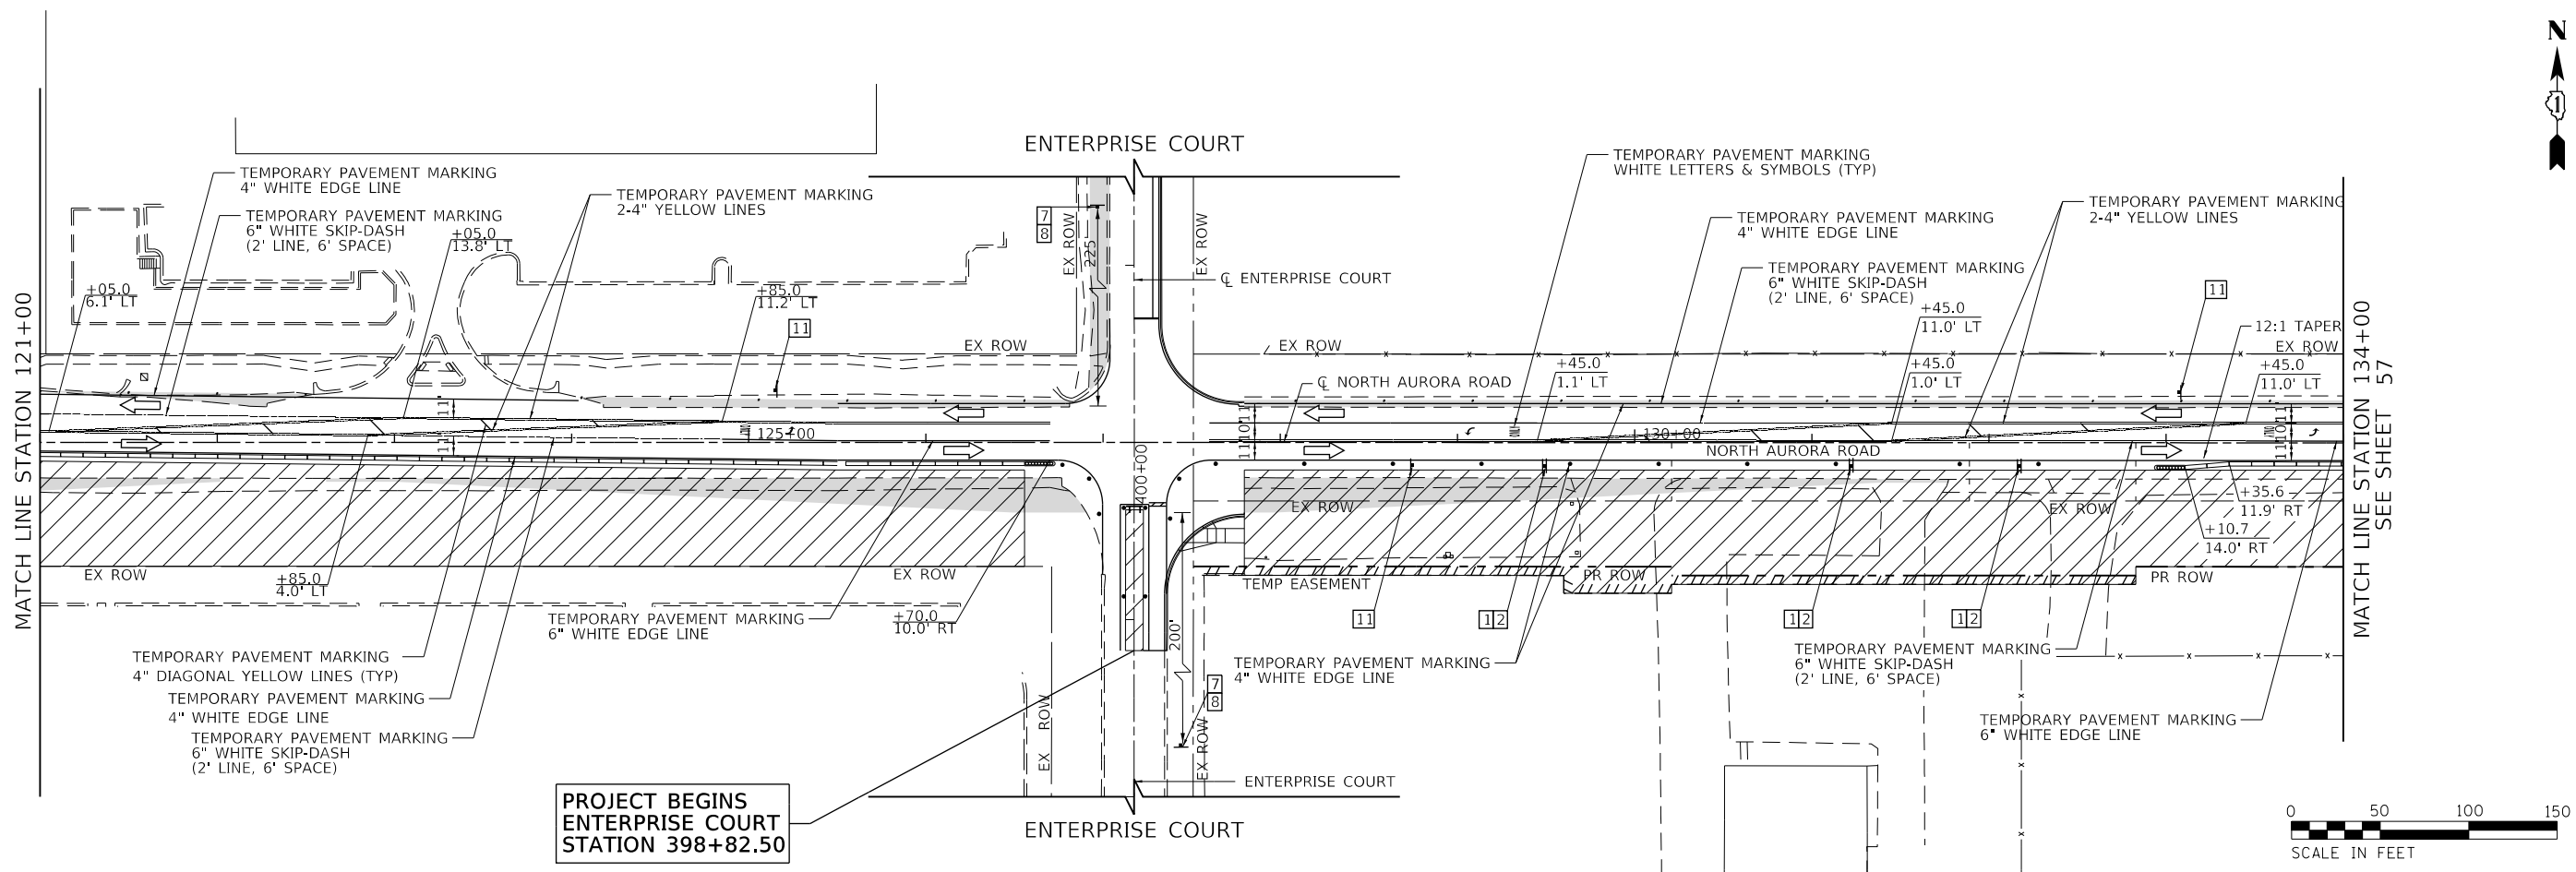 N
1
ENTERPRISE COURT
TEMPORARY PAVEMENT MARKING
4" WHITE EDGE LINE
TEMPORARY PAVEMENT MARKING
6" WHITE SKIP-DASH
(2' LINE, 6' SPACE)
TEMPORARY PAVEMENT MARKING
2-4" YELLOW LINES
+05.0
13.8' LT
+05.0
6.1' LT
+85.0
11.2' LT
11
7
8
EX ROW
225'
EX ROW
℄ ENTERPRISE COURT
TEMPORARY PAVEMENT MARKING
WHITE LETTERS & SYMBOLS (TYP)
TEMPORARY PAVEMENT MARKING
4" WHITE EDGE LINE
TEMPORARY PAVEMENT MARKING
6" WHITE SKIP-DASH
(2' LINE, 6' SPACE)
TEMPORARY PAVEMENT MARKING
2-4" YELLOW LINES
11
+45.0
11.0' LT
12:1 TAPER
EX ROW
EX ROW
EX ROW
℄ NORTH AURORA ROAD
+45.0
1.1' LT
+45.0
1.0' LT
+45.0
11.0' LT
MATCH LINE STATION 121+00
MATCH LINE STATION 134+00
SEE SHEET 57
11'
11'
125+00
11'
10'
11'
130+00
NORTH AURORA ROAD
11'
10'
11'
400+00
EX ROW
EX ROW
+35.6
11.9' RT
+10.7
14.0' RT
EX ROW
EX ROW
TEMP EASEMENT
PR ROW
PR ROW
+85.0
4.0' LT
TEMPORARY PAVEMENT MARKING
6" WHITE EDGE LINE
+70.0
10.0' RT
11
12
12
12
200'
TEMPORARY PAVEMENT MARKING
4" DIAGONAL YELLOW LINES (TYP)
TEMPORARY PAVEMENT MARKING
4" WHITE EDGE LINE
TEMPORARY PAVEMENT MARKING
6" WHITE SKIP-DASH
(2' LINE, 6' SPACE)
TEMPORARY PAVEMENT MARKING
4" WHITE EDGE LINE
TEMPORARY PAVEMENT MARKING
6" WHITE SKIP-DASH
(2' LINE, 6' SPACE)
7
8
EX ROW
EX ROW
TEMPORARY PAVEMENT MARKING
6" WHITE EDGE LINE
ENTERPRISE COURT
PROJECT BEGINS
ENTERPRISE COURT
STATION 398+82.50
ENTERPRISE COURT
0 50 100 150
SCALE IN FEET